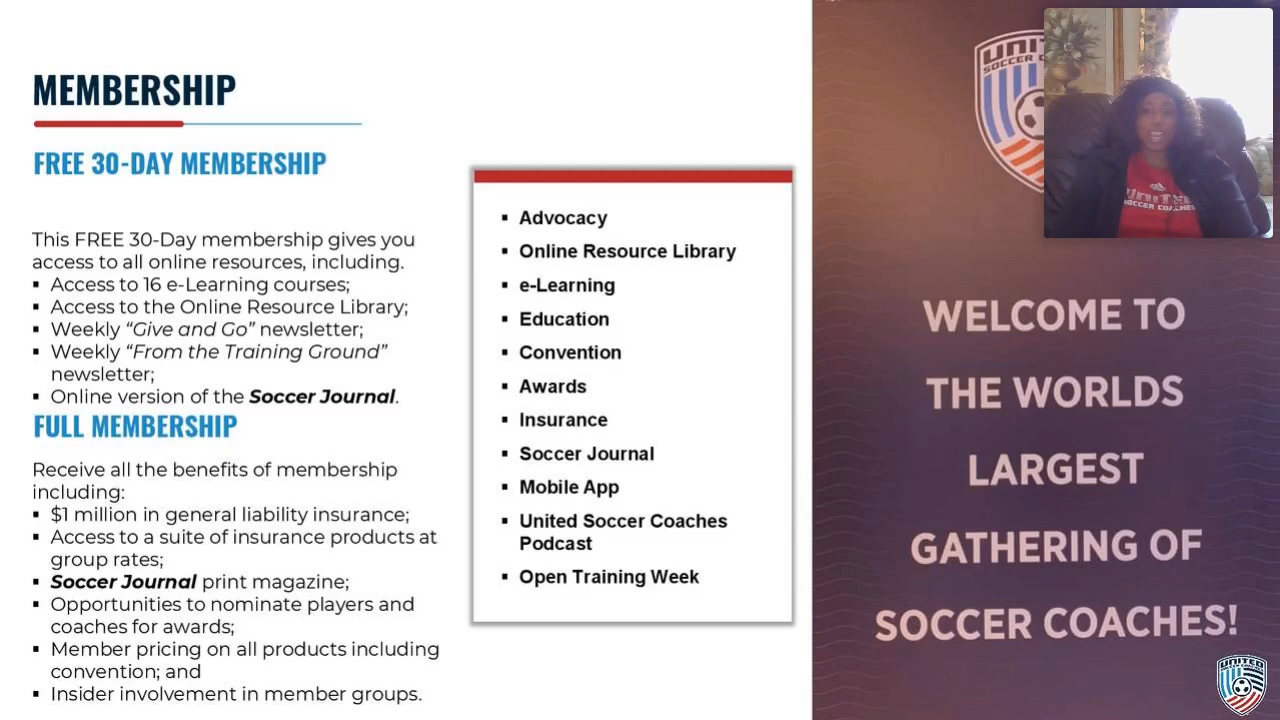 MEMBERSHIP
FREE 30-DAY MEMBERSHIP
This FREE 30-Day membership gives you
access to all online resources, including.
▪ Access to 16 e-Learning courses;
▪ Access to the Online Resource Library;
▪ Weekly “Give and Go” newsletter;
▪ Weekly “From the Training Ground”
newsletter;
▪ Online version of the Soccer Journal.
FULL MEMBERSHIP
Receive all the benefits of membership
including:
▪ $1 million in general liability insurance;
▪ Access to a suite of insurance products at
group rates;
▪ Soccer Journal print magazine;
▪ Opportunities to nominate players and
coaches for awards;
▪ Member pricing on all products including
convention; and
▪ Insider involvement in member groups.
▪ Advocacy
▪ Online Resource Library
▪ e-Learning
▪ Education
▪ Convention
▪ Awards
▪ Insurance
▪ Soccer Journal
▪ Mobile App
▪ United Soccer Coaches
Podcast
▪ Open Training Week
UNITED
SOCCER COACHES
WELCOME TO
THE WORLDS
LARGEST
GATHERING OF
SOCCER COACHES!
UNITED